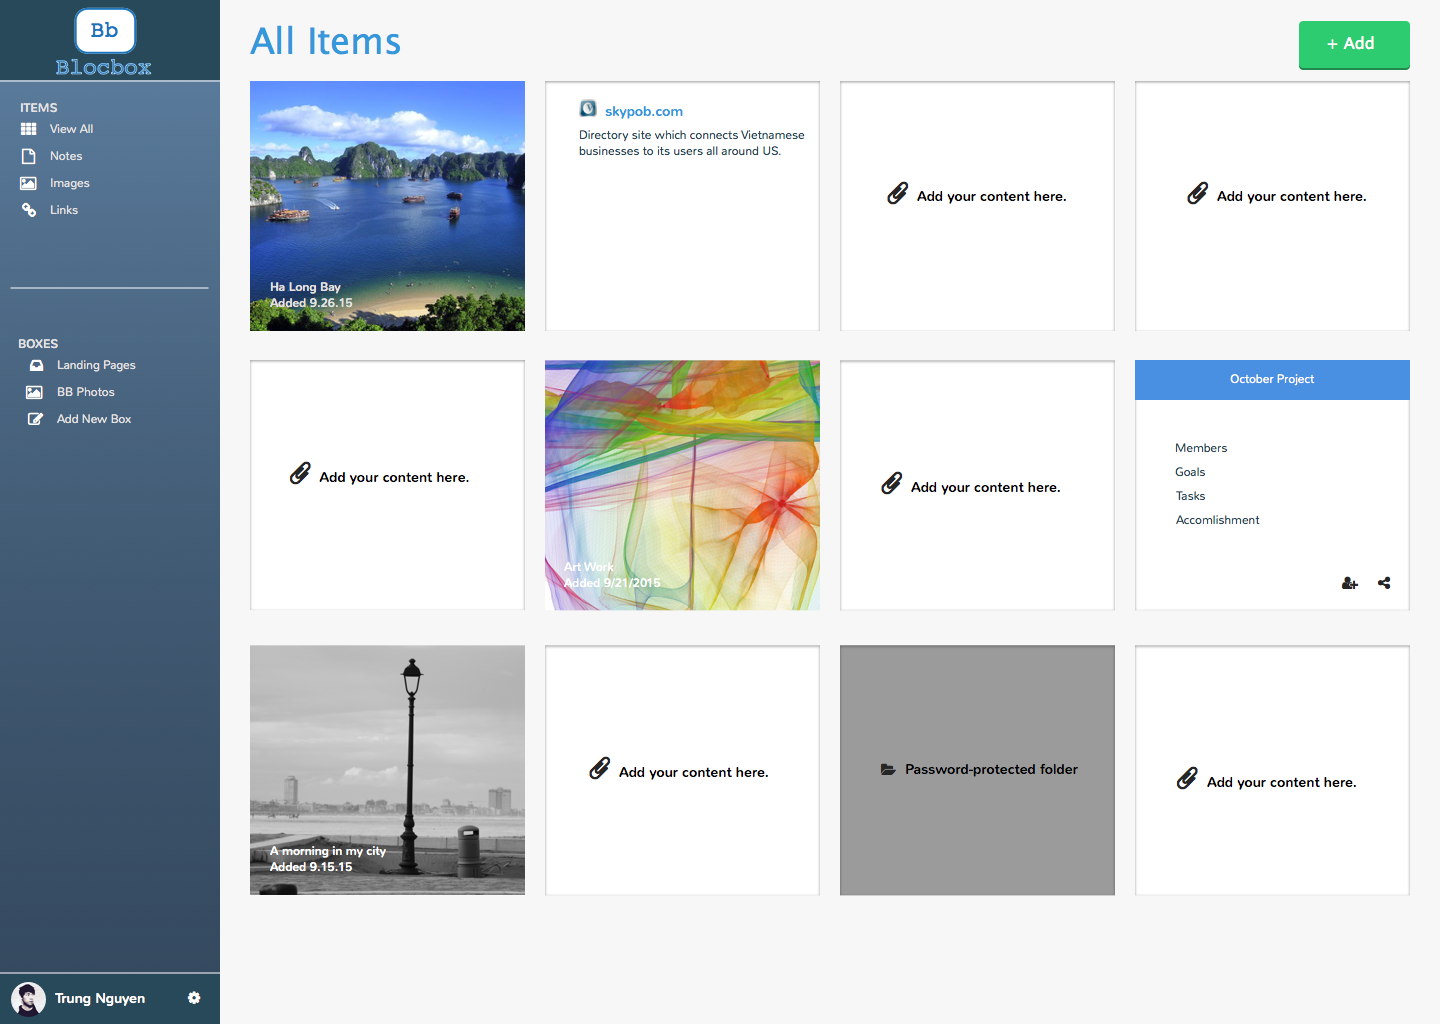 Bb
Blocbox
ITEMS
View All
Notes
Images
Links
BOXES
Landing Pages
BB Photos
Add New Box
Trung Nguyen
All Items
+ Add
Ha Long Bay
Added 9.26.15
skypob.com
Directory site which connects Vietnamese
businesses to its users all around US.
Add your content here.
Add your content here.
Add your content here.
Art Work
Added 9/21/2015
Add your content here.
October Project
Members
Goals
Tasks
Accomlishment
A morning in my city
Added 9.15.15
Add your content here.
Password-protected folder
Add your content here.